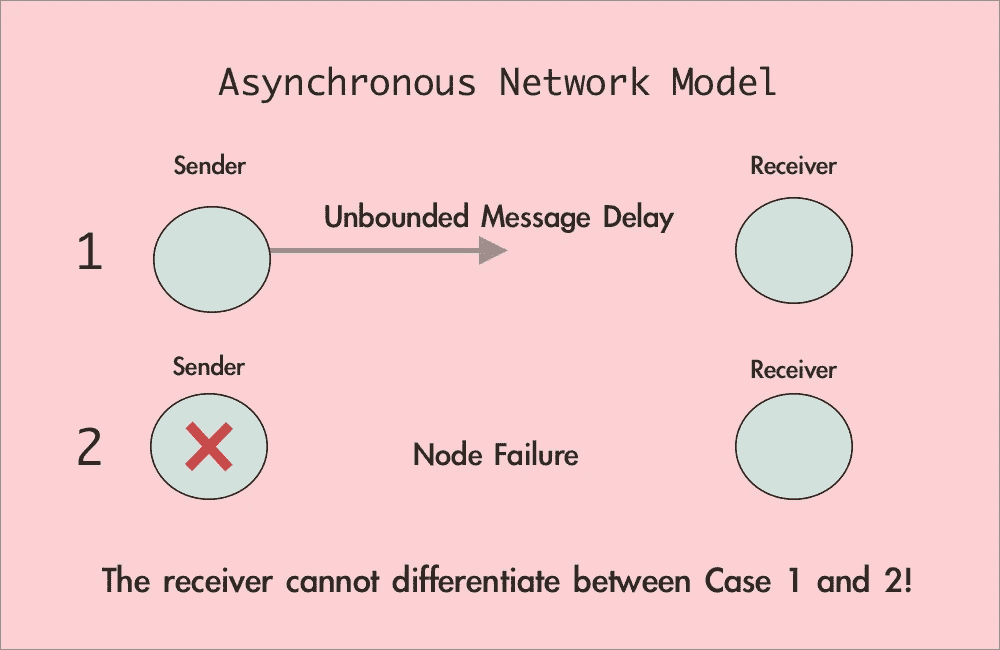 Asynchronous Network Model
Sender
Receiver
Unbounded Message Delay
1
Sender
Receiver
2
Node Failure
The receiver cannot differentiate between Case 1 and 2!